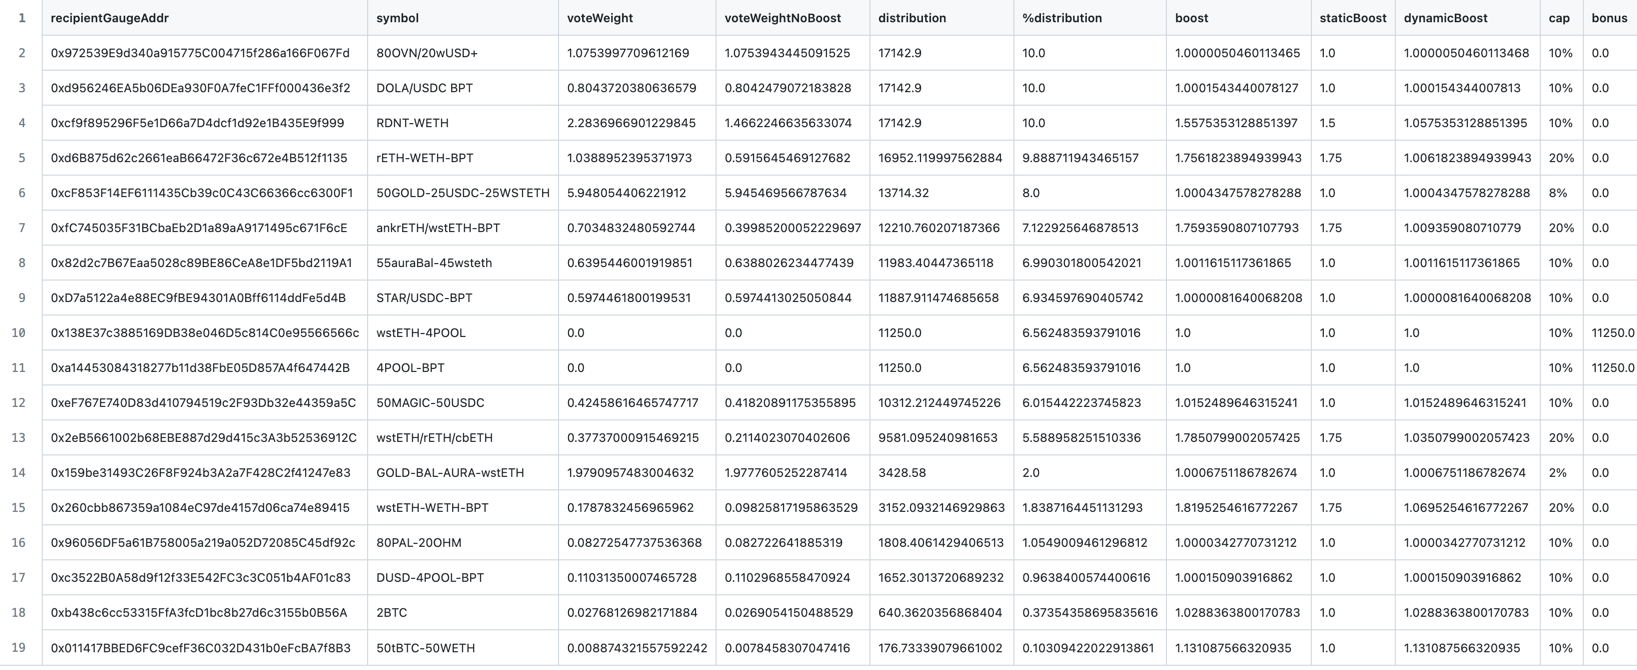 1 recipientGaugeAddr symbol voteWeight voteWeightNoBoost distribution %distribution boost staticBoost dynamicBoost cap bonus
2 0x972539E9d340a915775C004715f286a166F067Fd 80OVN/20wUSD+ 1.0753997709612169 1.0753943445091525 17142.9 10.0 1.0000050460113465 1.0 1.0000050460113468 10% 0.0
3 0xd956246EA5b06DEa930F0A7feC1FFf000436e3f2 DOLA/USDC BPT 0.8043720380636579 0.8042479072183828 17142.9 10.0 1.0001543440078127 1.0 1.000154344007813 10% 0.0
4 0xcf9f895296F5e1D66a7D4dcf1d92e1B435E9f999 RDNT-WETH 2.2836966901229845 1.4662246635633074 17142.9 10.0 1.5575353128851397 1.5 1.0575353128851395 10% 0.0
5 0xd6B875d62c2661eaB66472F36c672e4B512f1135 rETH-WETH-BPT 1.0388952395371973 0.5915645469127682 16952.119997562884 9.888711943465157 1.7561823894939943 1.75 1.0061823894939943 20% 0.0
6 0xcF853F14EF6111435Cb39c0C43C66366cc6300F1 50GOLD-25USDC-25WSTETH 5.948054406221912 5.945469566787634 13714.32 8.0 1.0004347578278288 1.0 1.0004347578278288 8% 0.0
7 0xfC745035F31BCbaEb2D1a89aA9171495c671F6cE ankrETH/wstETH-BPT 0.7034832480592744 0.39985200052229697 12210.760207187366 7.122925646878513 1.7593590807107793 1.75 1.009359080710779 20% 0.0
8 0x82d2c7B67Eaa5028c89BE86CeA8e1DF5bd2119A1 55auraBal-45wsteth 0.6395446001919851 0.6388026234477439 11983.40447365118 6.990301800542021 1.0011615117361865 1.0 1.0011615117361865 10% 0.0
9 0xD7a5122a4e88EC9fBE94301A0Bff6114ddFe5d4B STAR/USDC-BPT 0.5974461800199531 0.5974413025050844 11887.911474685658 6.934597690405742 1.0000081640068208 1.0 1.0000081640068208 10% 0.0
10 0x138E37c3885169DB38e046D5c814C0e95566566c wstETH-4POOL 0.0 0.0 11250.0 6.562483593791016 1.0 1.0 1.0 10% 11250.0
11 0xa14453084318277b11d38FbE05D857A4f647442B 4POOL-BPT 0.0 0.0 11250.0 6.562483593791016 1.0 1.0 1.0 10% 11250.0
12 0xeF767E740D83d410794519c2F93Db32e44359a5C 50MAGIC-50USDC 0.42458616465747717 0.41820891175355895 10312.212449745226 6.015442223745823 1.0152489646315241 1.0 1.0152489646315241 10% 0.0
13 0x2eB5661002b68EBE887d29d415c3A3b52536912C wstETH/rETH/cbETH 0.37737000915469215 0.2114023070402606 9581.095240981653 5.588958251510336 1.7850799002057425 1.75 1.0350799002057423 20% 0.0
14 0x159be31493C26F8F924b3A2a7F428C2f41247e83 GOLD-BAL-AURA-wstETH 1.9790957483004632 1.9777605252287414 3428.58 2.0 1.0006751186782674 1.0 1.0006751186782674 2% 0.0
15 0x260cbb867359a1084eC97de4157d06ca74e89415 wstETH-WETH-BPT 0.1787832456965962 0.09825817195863529 3152.0932146929863 1.8387164451131293 1.8195254616772267 1.75 1.0695254616772267 20% 0.0
16 0x96056DF5a61B758005a219a052D72085C45df92c 80PAL-20OHM 0.08272547737536368 0.082722641885319 1808.4061429406513 1.0549009461296812 1.0000342770731212 1.0 1.0000342770731212 10% 0.0
17 0xc3522B0A58d9f12f33E542FC3c3C051b4AF01c83 DUSD-4POOL-BPT 0.11031350007465728 0.1102968558470924 1652.3013720689232 0.9638400574400616 1.000150903916862 1.0 1.000150903916862 10% 0.0
18 0xb438c6cc53315FfA3fcD1bc8b27d6c3155b0B56A 2BTC 0.02768126982171884 0.0269054150488529 640.3620356868404 0.37354358695835616 1.0288363800170783 1.0 1.0288363800170783 10% 0.0
19 0x011417BBED6FC9cefF36C032D431b0eFcBA7f8B3 50tBTC-50WETH 0.008874321557592242 0.0078458307047416 176.73339079661002 0.10309422022913861 1.131087566320935 1.0 1.131087566320935 10% 0.0